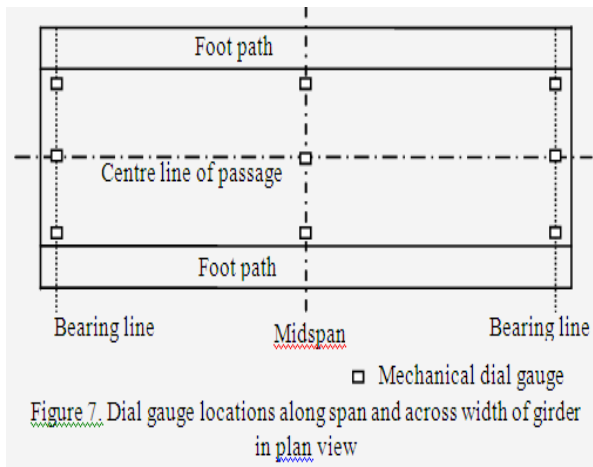 Foot path
Centre line of passage
Foot path
Bearing line
Midspan
Bearing line
Mechanical dial gauge
Figure 7. Dial gauge locations along span and across width of girder
in plan view